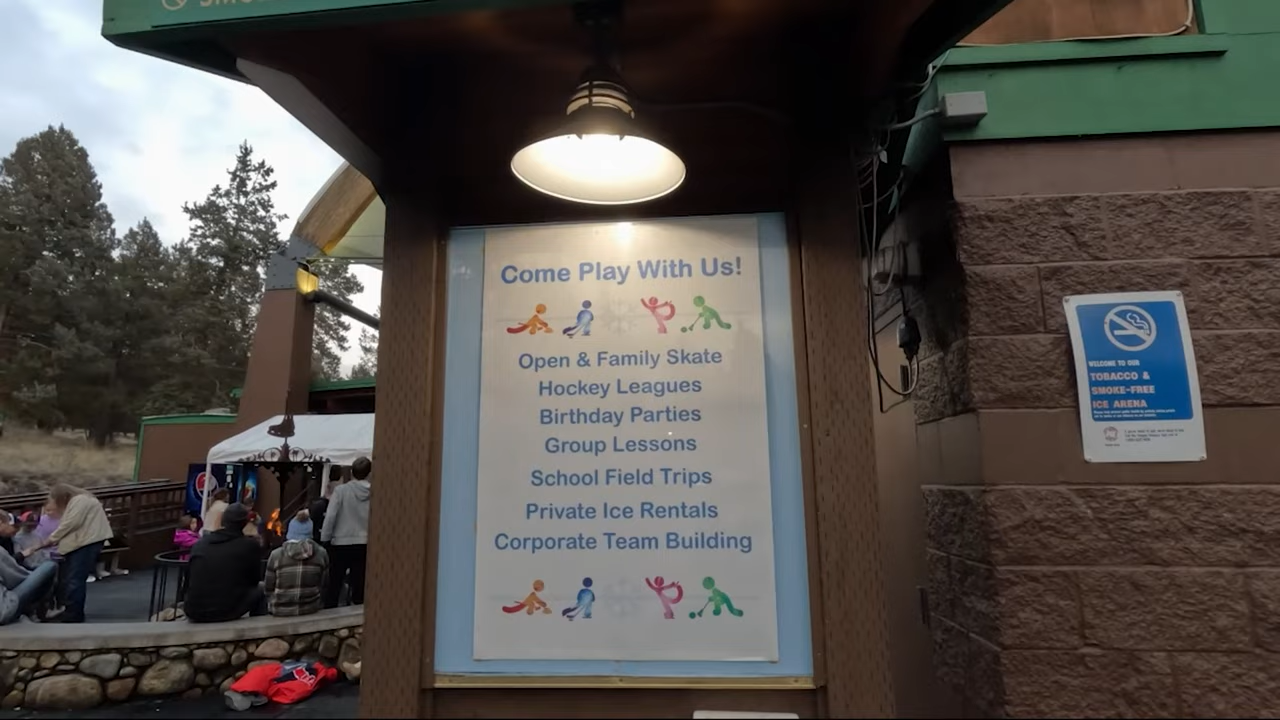 Come Play With Us!
Open & Family Skate
Hockey Leagues
Birthday Parties
Group Lessons
School Field Trips
Private Ice Rentals
Corporate Team Building
WELCOME TO OUR
TOBACCO &
SMOKE-FREE
ICE ARENA